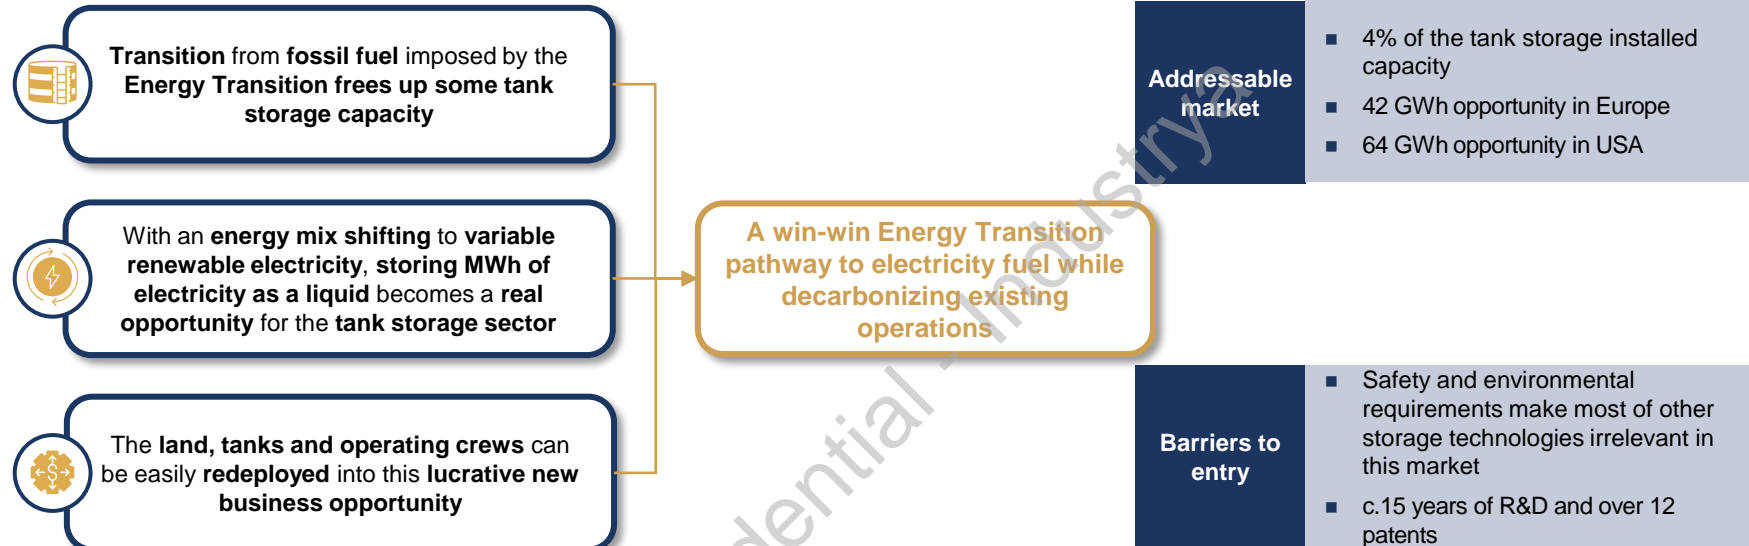 Transition from fossil fuel imposed by the
Energy Transition frees up some tank
storage capacity
With an energy mix shifting to variable
renewable electricity, storing MWh of
electricity as a liquid becomes a real
opportunity for the tank storage sector
The land, tanks and operating crews can
be easily redeployed into this lucrative new
business opportunity
A win-win Energy Transition
pathway to electricity fuel while
decarbonizing existing
operations
Addressable
market
■ 4% of the tank storage installed
capacity
■ 42 GWh opportunity in Europe
■ 64 GWh opportunity in USA
Barriers to
entry
■ Safety and environmental
requirements make most of other
storage technologies irrelevant in
this market
■ c.15 years of R&D and over 12
patents
dential - Industrya